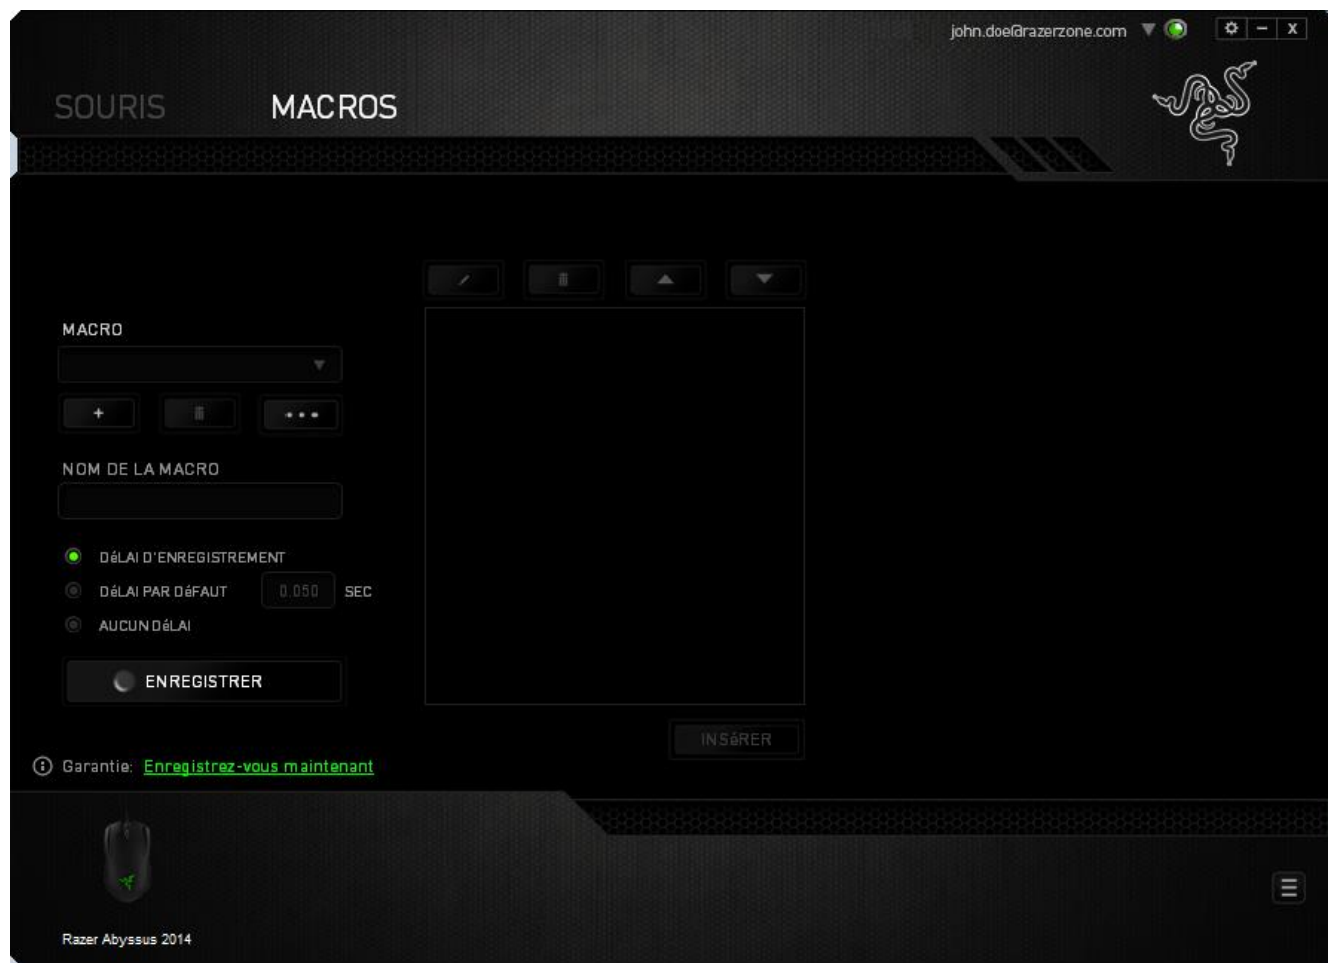 john.doe@razerzone.com
SOURIS MACROS
MACRO
NOM DE LA MACRO
DéLAI D'ENREGISTREMENT
DéLAI PAR DéFAUT 0.050 SEC
AUCUN DéLAI
ENREGISTRER
INSéRER
Garantie: Enregistrez-vous maintenant
Razer Abyssus 2014